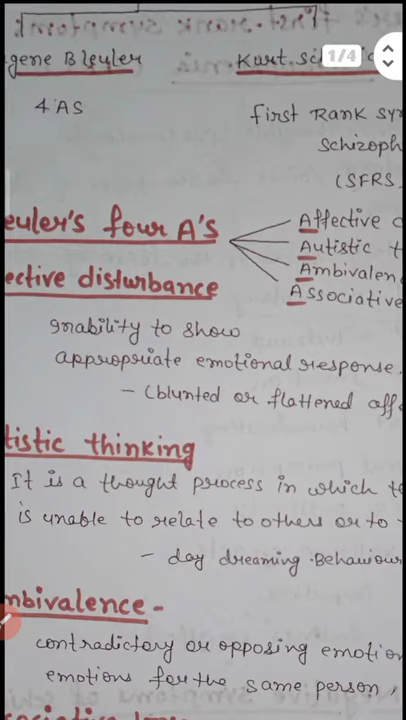 gene Bleuler Kurt. Sc
1/4
4 AS First Rank Sy
Schizoph
(SFRS
euler's four A's
Affective
Autistic
Ambivalen
Associative
ective disturbance
Inability to show
appropriate emotional response.
- (blunted or flattened aff
tistic thinking
It is a thought process in which
is unable to relate to others or to
- day dreaming Behaviour
mbivalence -
contradictory or opposing emotion
emotions for the same person,